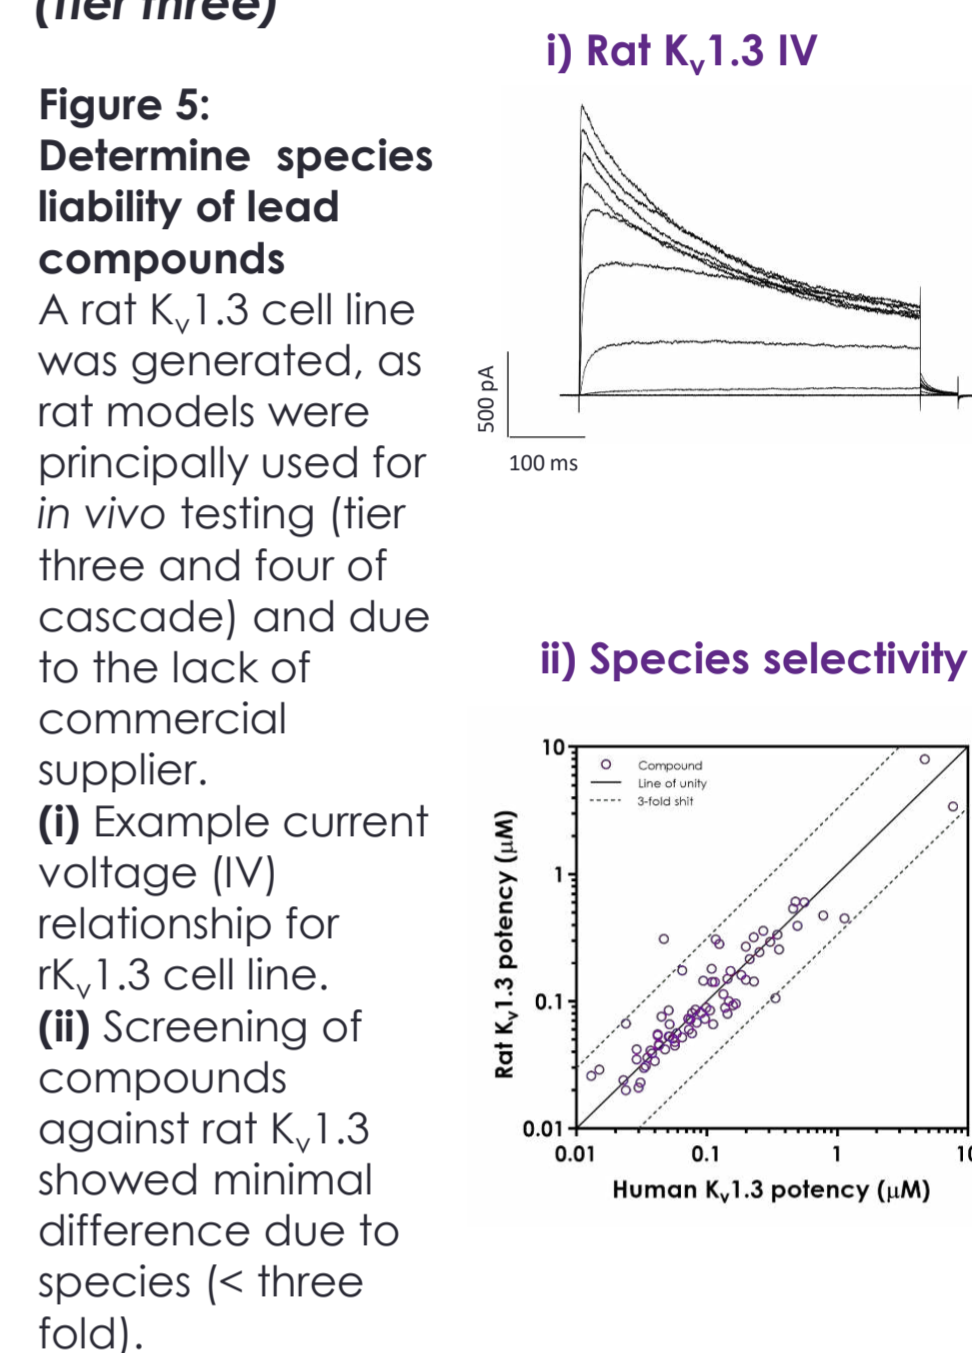 (tier three)
Figure 5:
Determine species
liability of lead
compounds
A rat Kv1.3 cell line
was generated, as
rat models were
principally used for
in vivo testing (tier
three and four of
cascade) and due
to the lack of
commercial
supplier.
(i) Example current
voltage (IV)
relationship for
rKv1.3 cell line.
(ii) Screening of
compounds
against rat Kv1.3
showed minimal
difference due to
species (< three
fold).
i) Rat Kv1.3 IV
500 pA
100 ms
ii) Species selectivity
Compound
Line of unity
3-fold shit
Rat Kv1.3 potency (μM)
10
1
0.1
0.01
0.01
0.1
1
10
Human Kv1.3 potency (μM)